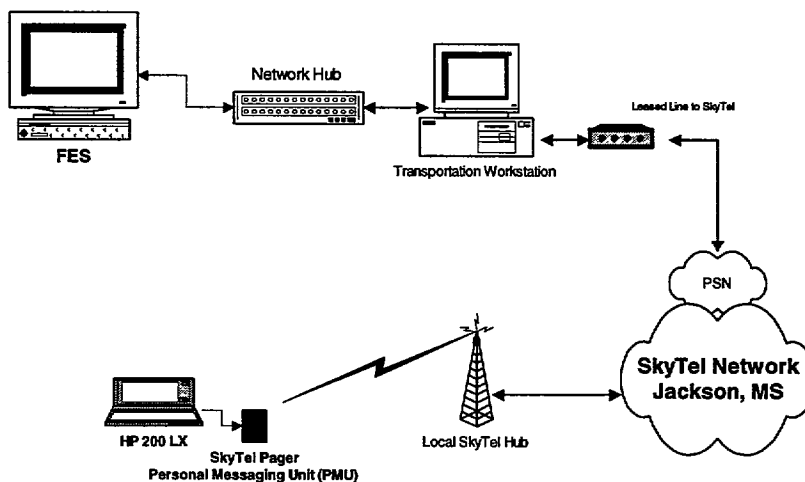 FES
Network Hub
Transportation Workstation
Leased Line to SkyTel
PSN
SkyTel Network
Jackson, MS
Local SkyTel Hub
HP 200 LX
SkyTel Pager
Personal Messaging Unit (PMU)